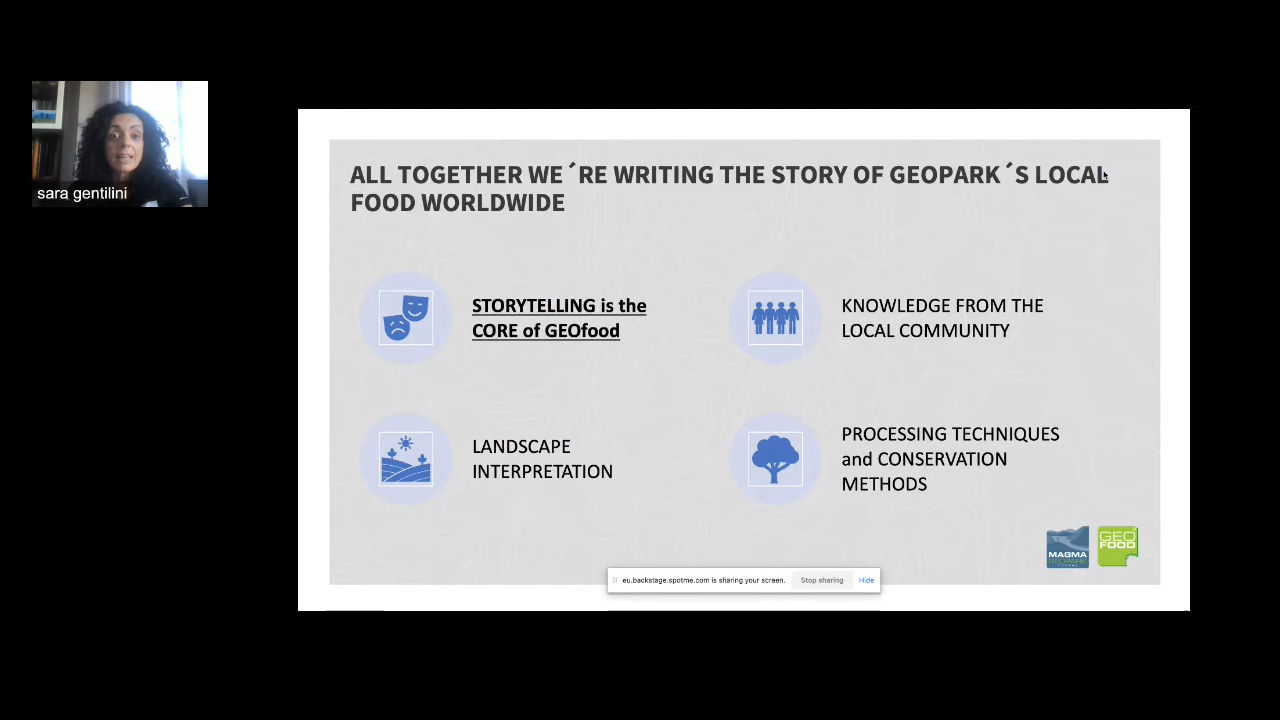 sara gentilini
ALL TOGETHER WE ´RE WRITING THE STORY OF GEOPARK ´S LOCAL
FOOD WORLDWIDE
STORYTELLING is the
CORE of GEOfood
KNOWLEDGE FROM THE
LOCAL COMMUNITY
LANDSCAPE
INTERPRETATION
PROCESSING TECHNIQUES
and CONSERVATION
METHODS
MAGMA
GEOPARK
GEO
FOOD
eu.backstage.spotme.com is sharing your screen.
Stop sharing
Hide